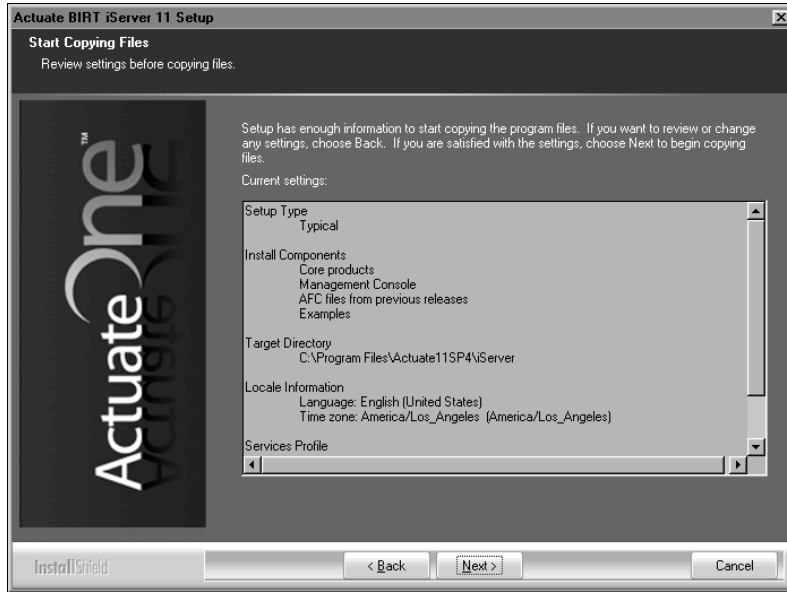 Actuate BIRT iServer 11 Setup
Start Copying Files
Review settings before copying files.
Actuate One™
Setup has enough information to start copying the program files. If you want to review or change
any settings, choose Back. If you are satisfied with the settings, choose Next to begin copying
files.
Current settings:
Setup Type
Typical
Install Components
Core products
Management Console
AFC files from previous releases
Examples
Target Directory
C:\Program Files\Actuate11SP4\iServer
Locale Information
Language: English (United States)
Time zone: America/Los_Angeles (America/Los_Angeles)
Services Profile
InstallShield
< Back
Next >
Cancel